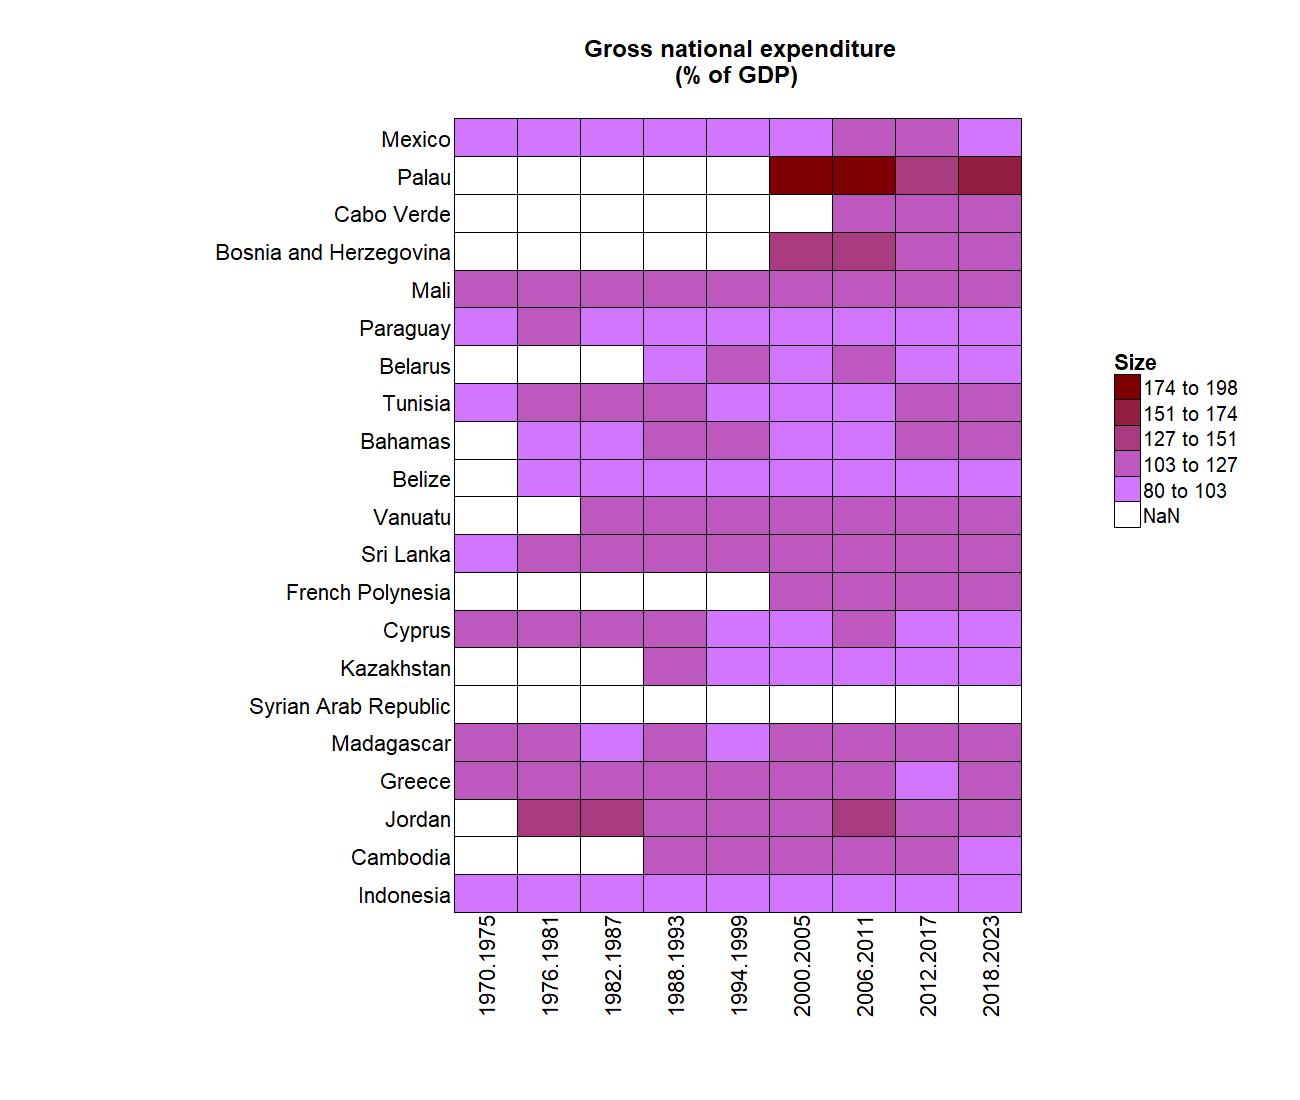 Gross national expenditure
(% of GDP)
Mexico
Palau
Cabo Verde
Bosnia and Herzegovina
Mali
Paraguay
Belarus
Tunisia
Bahamas
Belize
Vanuatu
Sri Lanka
French Polynesia
Cyprus
Kazakhstan
Syrian Arab Republic
Madagascar
Greece
Jordan
Cambodia
Indonesia
1970.1975
1976.1981
1982.1987
1988.1993
1994.1999
2000.2005
2006.2011
2012.2017
2018.2023
Size
174 to 198
151 to 174
127 to 151
103 to 127
80 to 103
NaN